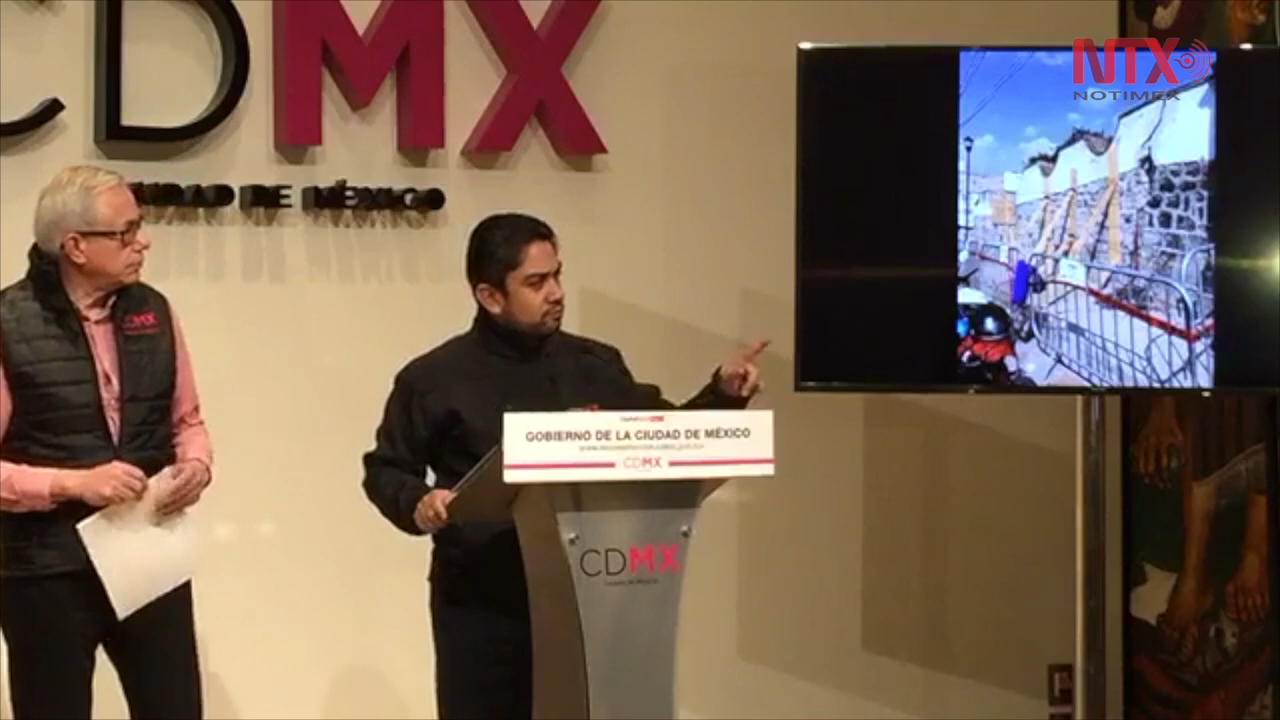 CDMX
CIUDAD DE MÉXICO
NTX
NOTIMEX
CDMX
GOBIERNO DE LA CIUDAD DE MÉXICO
CDMX
CDMX